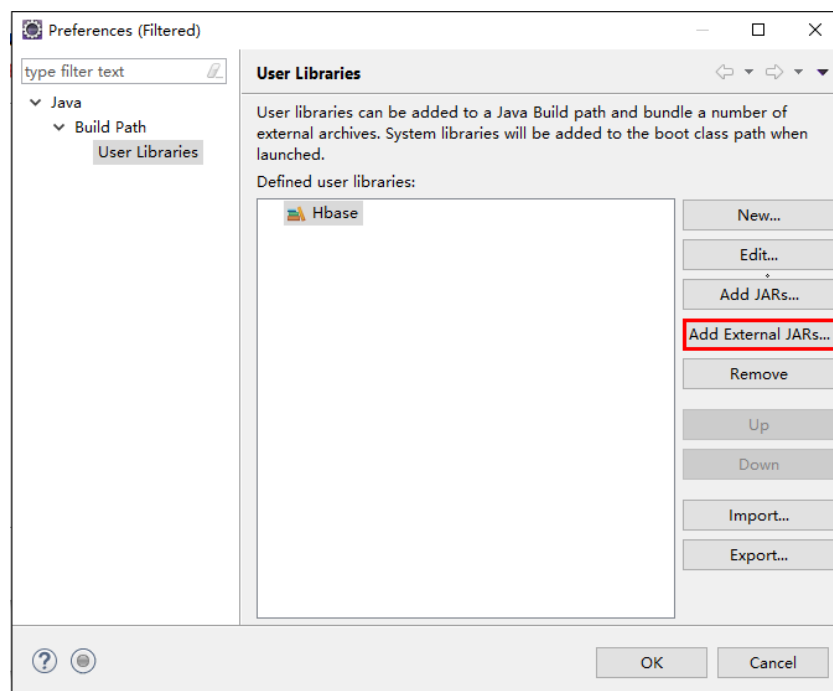 Preferences (Filtered)
type filter text
Java
Build Path
User Libraries
User Libraries
User libraries can be added to a Java Build path and bundle a number of
external archives. System libraries will be added to the boot class path when
launched.
Defined user libraries:
Hbase
New...
Edit...
Add JARs...
Add External JARs...
Remove
Up
Down
Import...
Export...
OK
Cancel